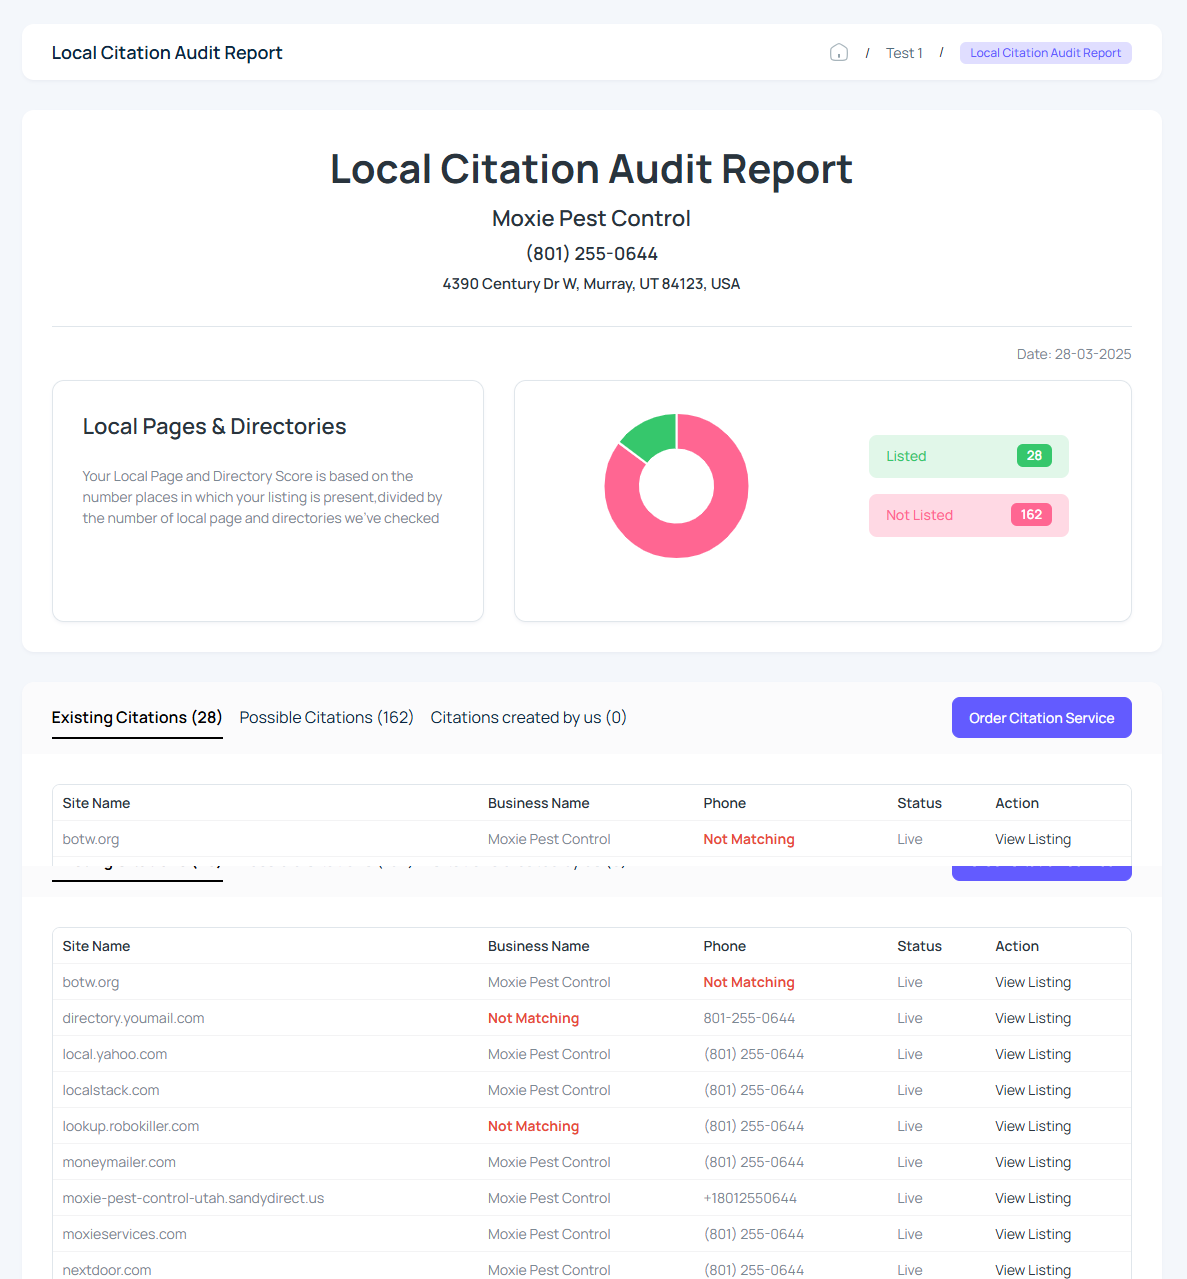 Local Citation Audit Report
/ Test 1 / Local Citation Audit Report
Local Citation Audit Report
Moxie Pest Control
(801) 255-0644
4390 Century Dr W, Murray, UT 84123, USA
Date: 28-03-2025
Local Pages & Directories
Your Local Page and Directory Score is based on the
number places in which your listing is present,divided by
the number of local page and directories we've checked
Listed 28
Not Listed 162
Existing Citations (28) Possible Citations (162) Citations created by us (0) Order Citation Service
Site Name Business Name Phone Status Action
botw.org Moxie Pest Control Not Matching Live View Listing
Site Name Business Name Phone Status Action
botw.org Moxie Pest Control Not Matching Live View Listing
directory.youmail.com Not Matching 801-255-0644 Live View Listing
local.yahoo.com Moxie Pest Control (801) 255-0644 Live View Listing
localstack.com Moxie Pest Control (801) 255-0644 Live View Listing
lookup.robokiller.com Not Matching (801) 255-0644 Live View Listing
moneymailer.com Moxie Pest Control (801) 255-0644 Live View Listing
moxie-pest-control-utah.sandydirect.us Moxie Pest Control +18012550644 Live View Listing
moxieservices.com Moxie Pest Control (801) 255-0644 Live View Listing
nextdoor.com Moxie Pest Control (801) 255-0644 Live View Listing